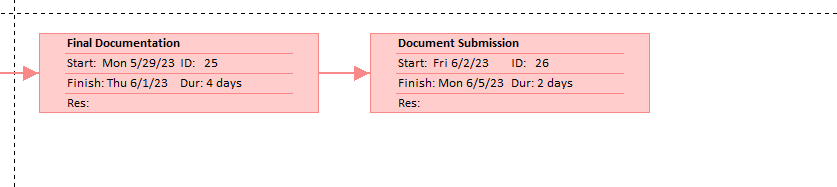 Final Documentation
Start: Mon 5/29/23 ID: 25
Finish: Thu 6/1/23 Dur: 4 days
Res:
Document Submission
Start: Fri 6/2/23 ID: 26
Finish: Mon 6/5/23 Dur: 2 days
Res: